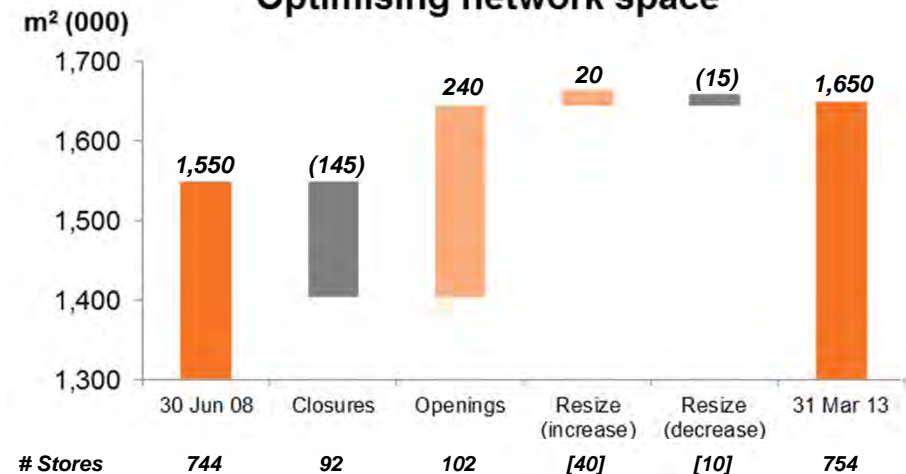 Optimising network space
m² (000)
1,700
1,600
1,500
1,400
1,300
1,550
(145)
240
20
(15)
1,650
30 Jun 08 Closures Openings Resize (increase) Resize (decrease) 31 Mar 13
# Stores 744 92 102 [40] [10] 754